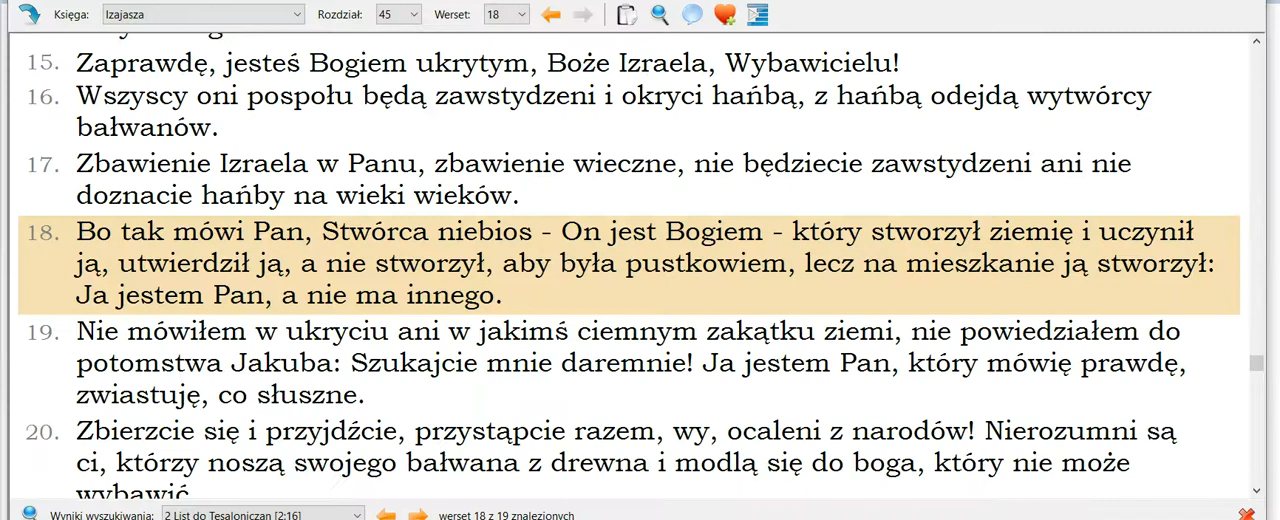 Księga: Izajasza Rozdział: 45 Werset: 18
15. Zaprawdę, jesteś Bogiem ukrytym, Boże Izraela, Wybawicielu!
16. Wszyscy oni pospołu będą zawstydzeni i okryci hańbą, z hańbą odejdą wytwórcy
bałwanów.
17. Zbawienie Izraela w Panu, zbawienie wieczne, nie będziecie zawstydzeni ani nie
doznacie hańby na wieki wieków.
18. Bo tak mówi Pan, Stwórca niebios - On jest Bogiem - który stworzył ziemię i uczynił
ją, utwierdził ją, a nie stworzył, aby była pustkowiem, lecz na mieszkanie ją stworzył:
Ja jestem Pan, a nie ma innego.
19. Nie mówiłem w ukryciu ani w jakimś ciemnym zakątku ziemi, nie powiedziałem do
potomstwa Jakuba: Szukajcie mnie daremnie! Ja jestem Pan, który mówię prawdę,
zwiastuję, co słuszne.
20. Zbierzcie się i przyjdźcie, przystąpcie razem, wy, ocaleni z narodów! Nierozumni są
ci, którzy noszą swojego bałwana z drewna i modlą się do boga, który nie może
wybawić.
Wyniki wyszukiwania: 2 List do Tesaloniczan [2:16] werset 18 z 19 znalezionych